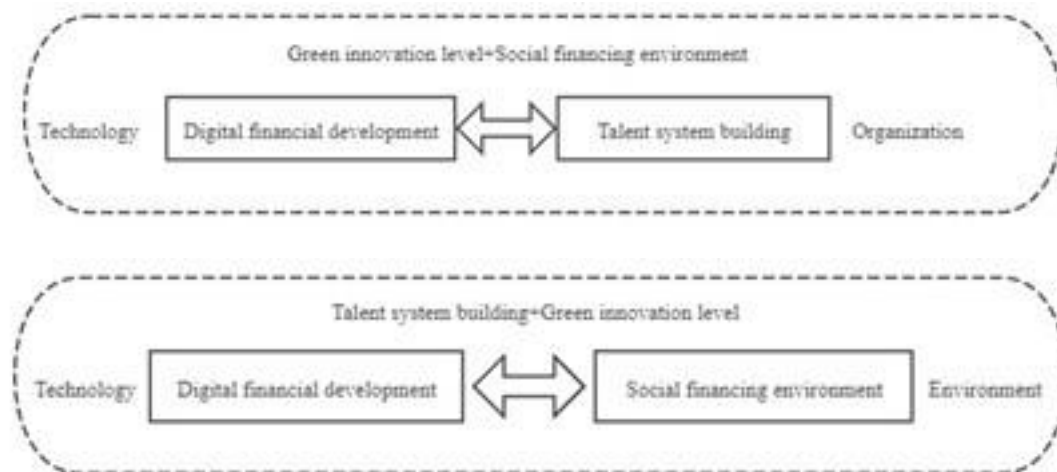 Green innovation level+Social financing environment
Technology Digital financial development Talent system building Organization
Talent system building+Green innovation level
Technology Digital financial development Social financing environment Environment